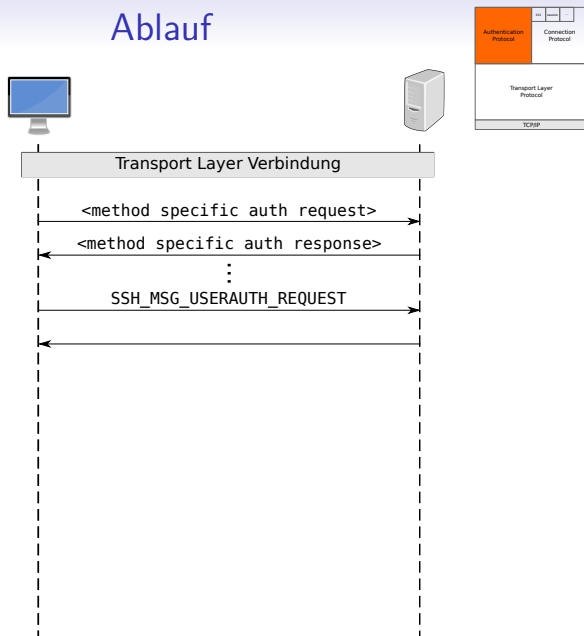 Ablauf
Authentication
Protocol
Connection
Protocol
Transport Layer
Protocol
TCP/IP
Transport Layer Verbindung
<method specific auth request>
<method specific auth response>
⋮
SSH_MSG_USERAUTH_REQUEST